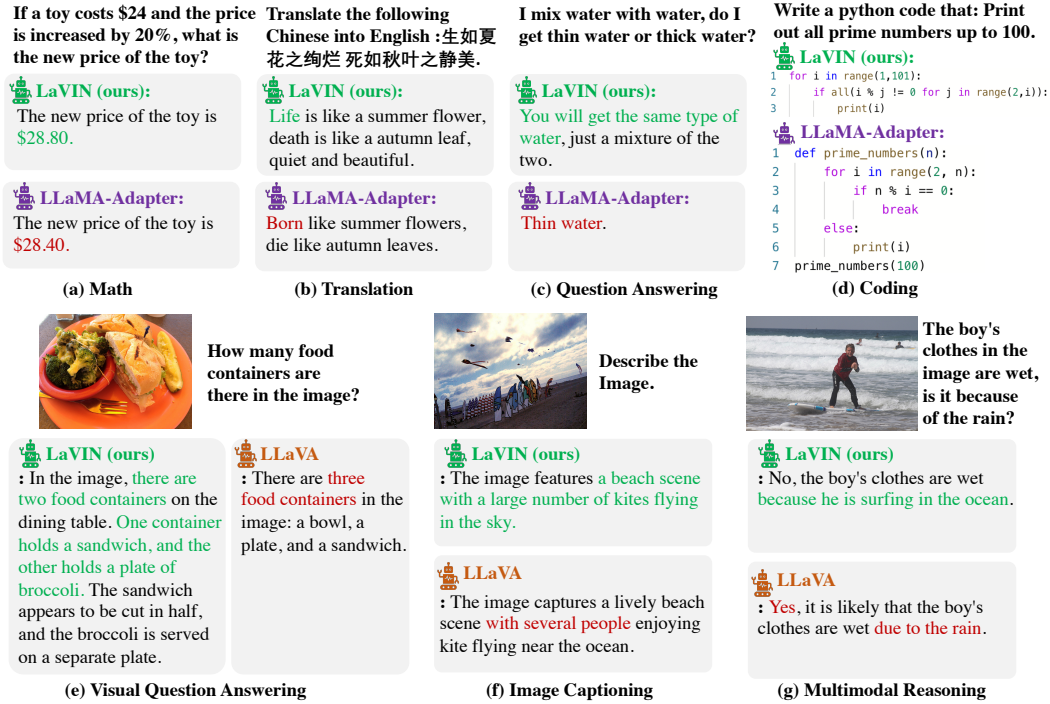 If a toy costs $24 and the price
is increased by 20%, what is
the new price of the toy?
LaVIN (ours):
The new price of the toy is
$28.80.
LLaMA-Adapter:
The new price of the toy is
$28.40.
(a) Math
Translate the following
Chinese into English :生如夏
花之绚烂 死如秋叶之静美.
LaVIN (ours):
Life is like a summer flower,
death is like a autumn leaf,
quiet and beautiful.
LLaMA-Adapter:
Born like summer flowers,
die like autumn leaves.
(b) Translation
I mix water with water, do I
get thin water or thick water?
LaVIN (ours):
You will get the same type of
water, just a mixture of the
two.
LLaMA-Adapter:
Thin water.
(c) Question Answering
Write a python code that: Print
out all prime numbers up to 100.
LaVIN (ours):
1 for i in range(1,101):
2 if all(i % j != 0 for j in range(2,i)):
3 print(i)
LLaMA-Adapter:
1 def prime_numbers(n):
2 for i in range(2, n):
3 if n % i == 0:
4 break
5 else:
6 print(i)
7 prime_numbers(100)
(d) Coding
How many food
containers are
there in the image?
LaVIN (ours)
: In the image, there are
two food containers on the
dining table. One container
holds a sandwich, and the
other holds a plate of
broccoli. The sandwich
appears to be cut in half,
and the broccoli is served
on a separate plate.
LLaVA
: There are three
food containers in the
image: a bowl, a
plate, and a sandwich.
(e) Visual Question Answering
Describe the
Image.
LaVIN (ours)
: The image features a beach scene
with a large number of kites flying
in the sky.
LLaVA
: The image captures a lively beach
scene with several people enjoying
kite flying near the ocean.
(f) Image Captioning
The boy's
clothes in the
image are wet,
is it because
of the rain?
LaVIN (ours)
: No, the boy's clothes are wet
because he is surfing in the ocean.
LLaVA
: Yes, it is likely that the boy's
clothes are wet due to the rain.
(g) Multimodal Reasoning